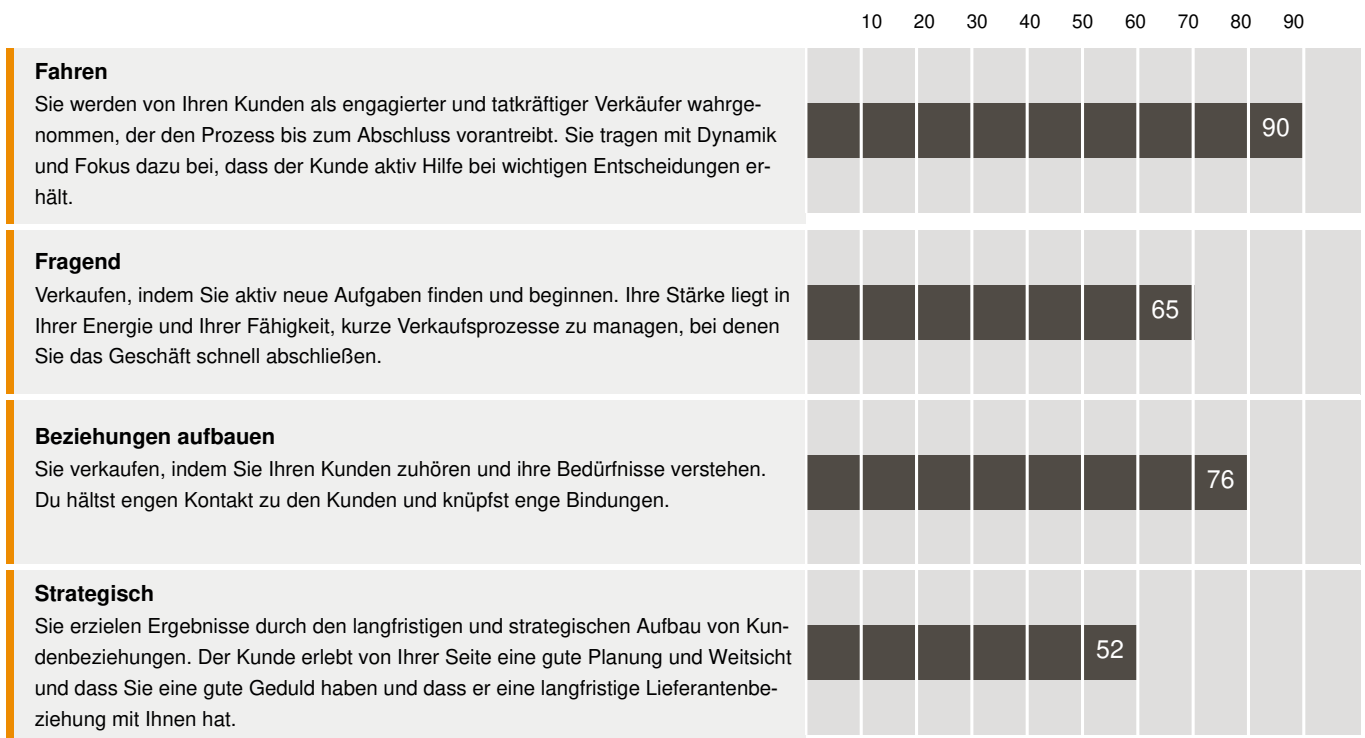 10 20 30 40 50 60 70 80 90
Fahren
Sie werden von Ihren Kunden als engagierter und tatkräftiger Verkäufer wahrge-
nommen, der den Prozess bis zum Abschluss vorantreibt. Sie tragen mit Dynamik
und Fokus dazu bei, dass der Kunde aktiv Hilfe bei wichtigen Entscheidungen er-
hält.
90
Fragend
Verkaufen, indem Sie aktiv neue Aufgaben finden und beginnen. Ihre Stärke liegt in
Ihrer Energie und Ihrer Fähigkeit, kurze Verkaufsprozesse zu managen, bei denen
Sie das Geschäft schnell abschließen.
65
Beziehungen aufbauen
Sie verkaufen, indem Sie Ihren Kunden zuhören und ihre Bedürfnisse verstehen.
Du hältst engen Kontakt zu den Kunden und knüpfst enge Bindungen.
76
Strategisch
Sie erzielen Ergebnisse durch den langfristigen und strategischen Aufbau von Kun-
denbeziehungen. Der Kunde erlebt von Ihrer Seite eine gute Planung und Weitsicht
und dass Sie eine gute Geduld haben und dass er eine langfristige Lieferantenbe-
ziehung mit Ihnen hat.
52